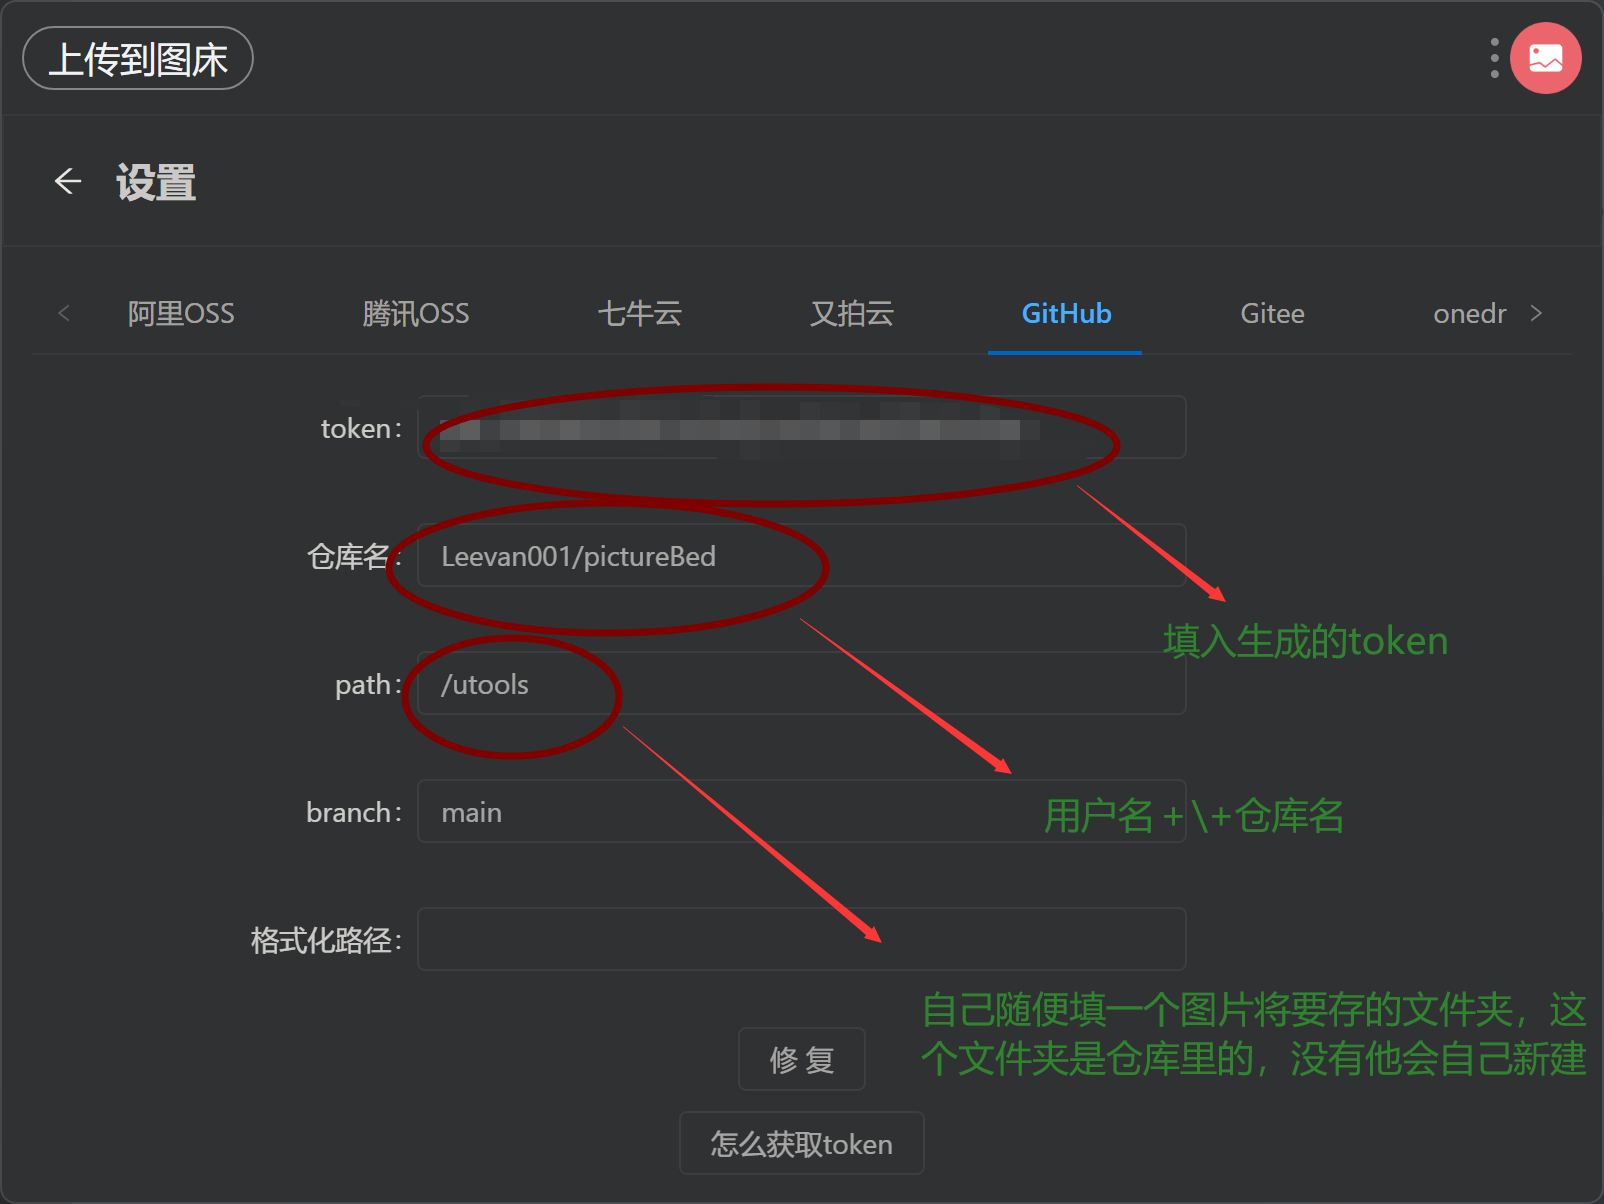 上传到图床
设置
阿里OSS 腾讯OSS 七牛云 又拍云 GitHub Gitee onedr
token:
仓库名: Leevan001/pictureBed
填入生成的token
path: /utools
branch: main
用户名+\+仓库名
格式化路径:
自己随便填一个图片将要存的文件夹，这
个文件夹是仓库里的，没有他会自己新建
修 复
怎么获取token